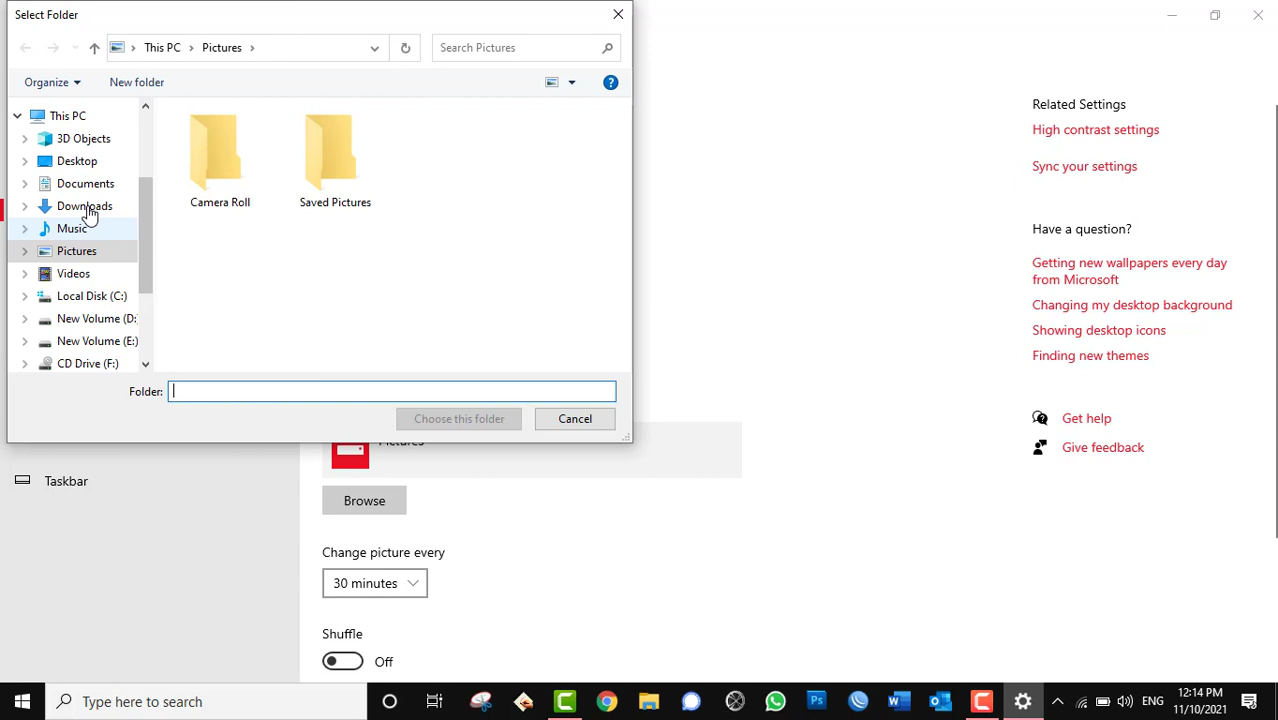 Select Folder
This PC > Pictures >
Search Pictures
Organize
New folder
This PC
3D Objects
Desktop
Documents
Downloads
Music
Pictures
Videos
Local Disk (C:)
New Volume (D:
New Volume (E:)
CD Drive (F:)
Camera Roll
Saved Pictures
Folder:
Choose this folder
Cancel
Related Settings
High contrast settings
Sync your settings
Have a question?
Getting new wallpapers every day
from Microsoft
Changing my desktop background
Showing desktop icons
Finding new themes
Get help
Give feedback
Taskbar
Pictures
Browse
Change picture every
30 minutes
Shuffle
Off
Type here to search
Ps
W
ENG
12:14 PM
11/10/2021